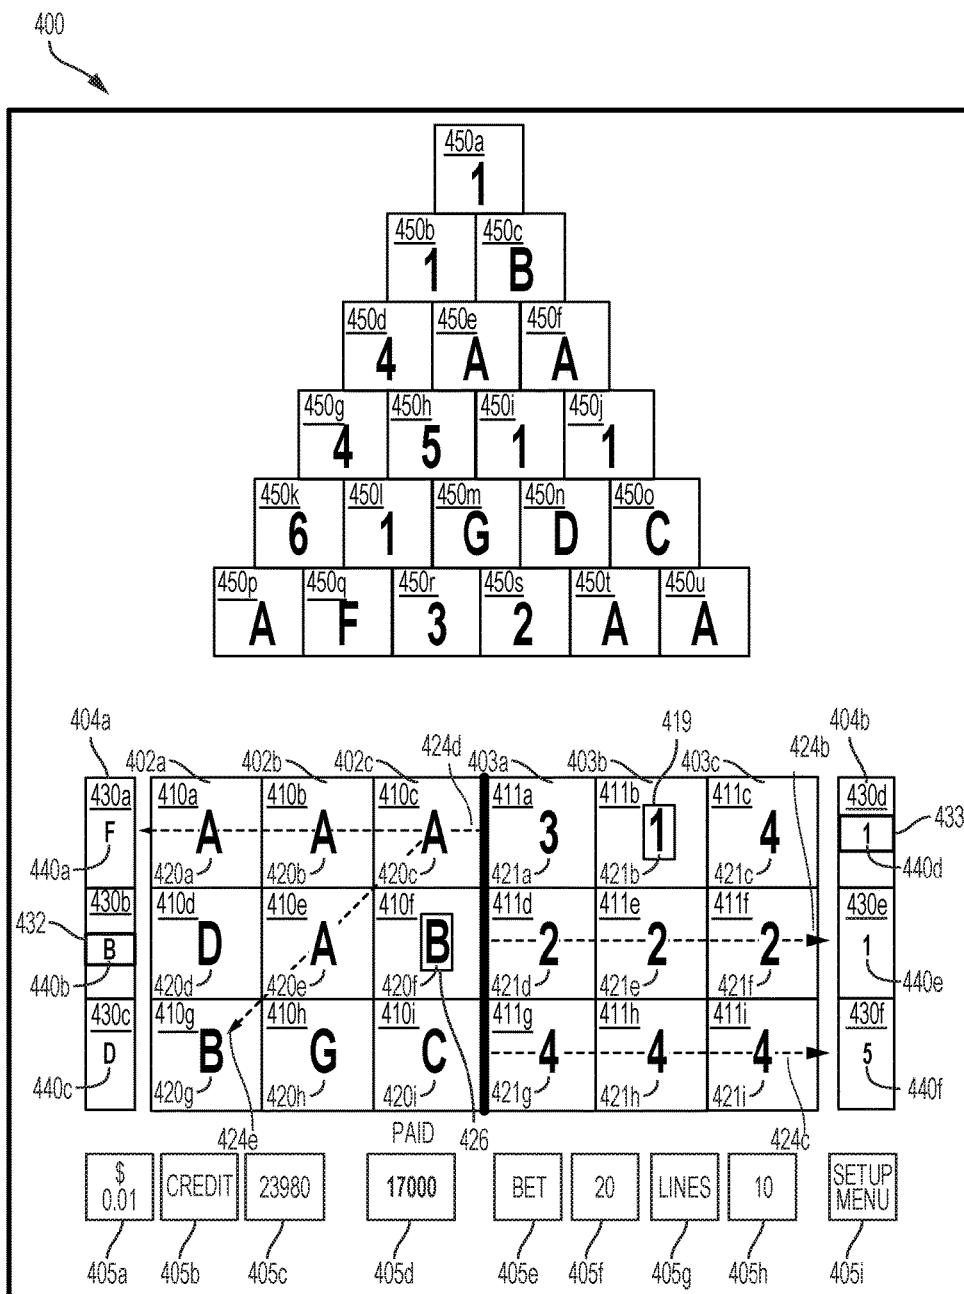 400
450a
1
450b 450c
1 B
450d 450e 450f
4 A A
450g 450h 450i 450j
4 5 1 1
450k 450l 450m 450n 450o
6 1 G D C
450p 450q 450r 450s 450t 450u
A F 3 2 A A
404a 419 404b
402a 402b 402c 424d 403a 403b 403c 424b
430a 410a 410b 410c 411a 411b 411c 430d
F A A A 3 1 4 1 433
440a 420a 420b 420c 421a 421b 421c 440d
430b 410d 410e 410f 411d 411e 411f 430e
432 B D A B 2 2 2 1
440b 420d 420e 420f 421d 421e 421f 440e
430c 410g 410h 410i 411g 411h 411i 430f
D B G C 4 4 4 5
440c 420g 420h 420i 421g 421h 421i 440f
424e PAID 426 424c
$ 0.01 CREDIT 23980 17000 BET 20 LINES 10 SETUP MENU
405a 405b 405c 405d 405e 405f 405g 405h 405i